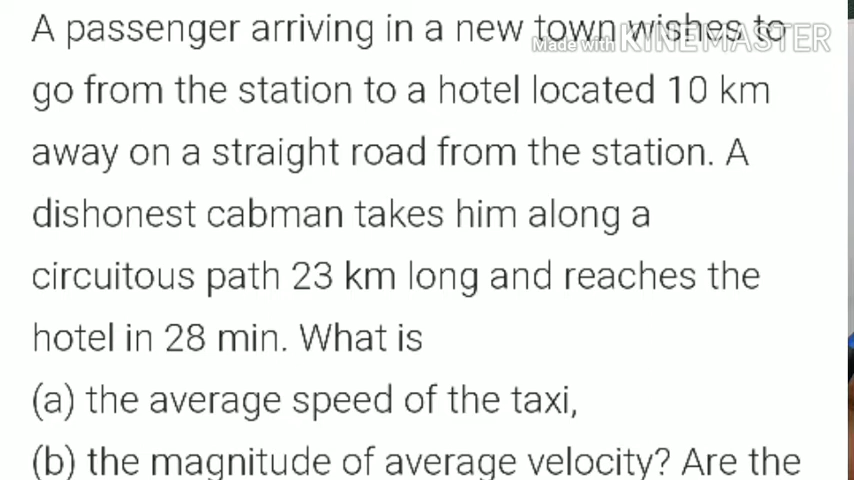 A passenger arriving in a new town wishes to
Made with KINEMASTER
go from the station to a hotel located 10 km
away on a straight road from the station. A
dishonest cabman takes him along a
circuitous path 23 km long and reaches the
hotel in 28 min. What is
(a) the average speed of the taxi,
(b) the magnitude of average velocity? Are the